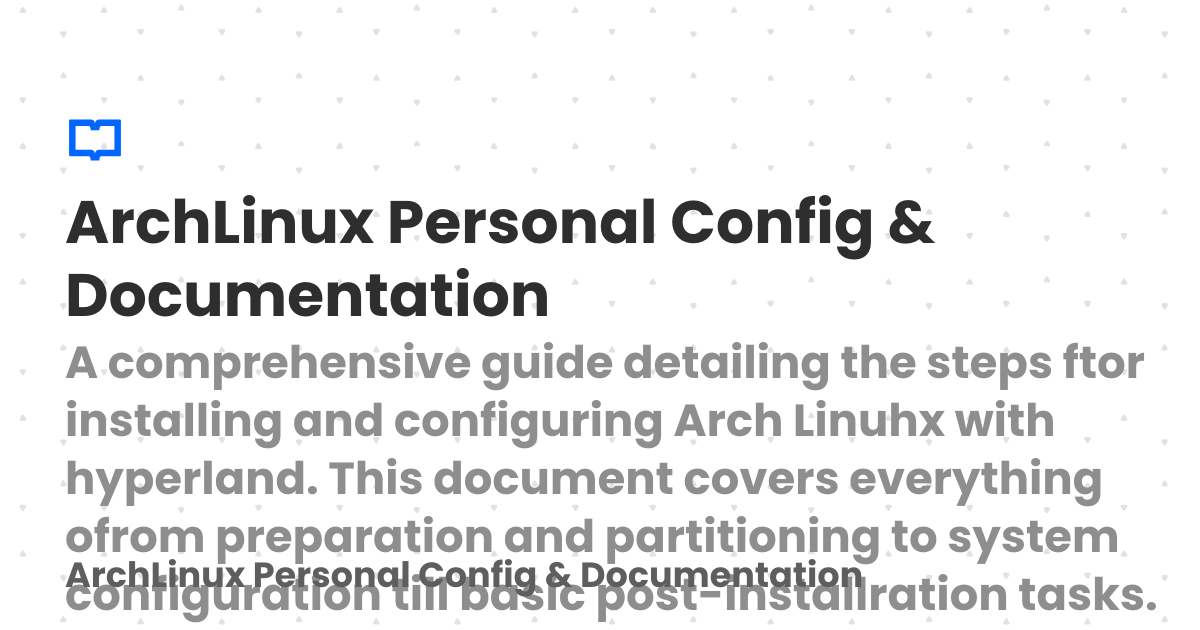 ArchLinux Personal Config &
Documentation
A comprehensive guide detailing the steps ftor
installing and configuring Arch Linuhx with
hyperland. This document covers everything
ofrom preparation and partitioning to system
ArchLinux Personal Config & Documentation
configuration till basic post-installration tasks.